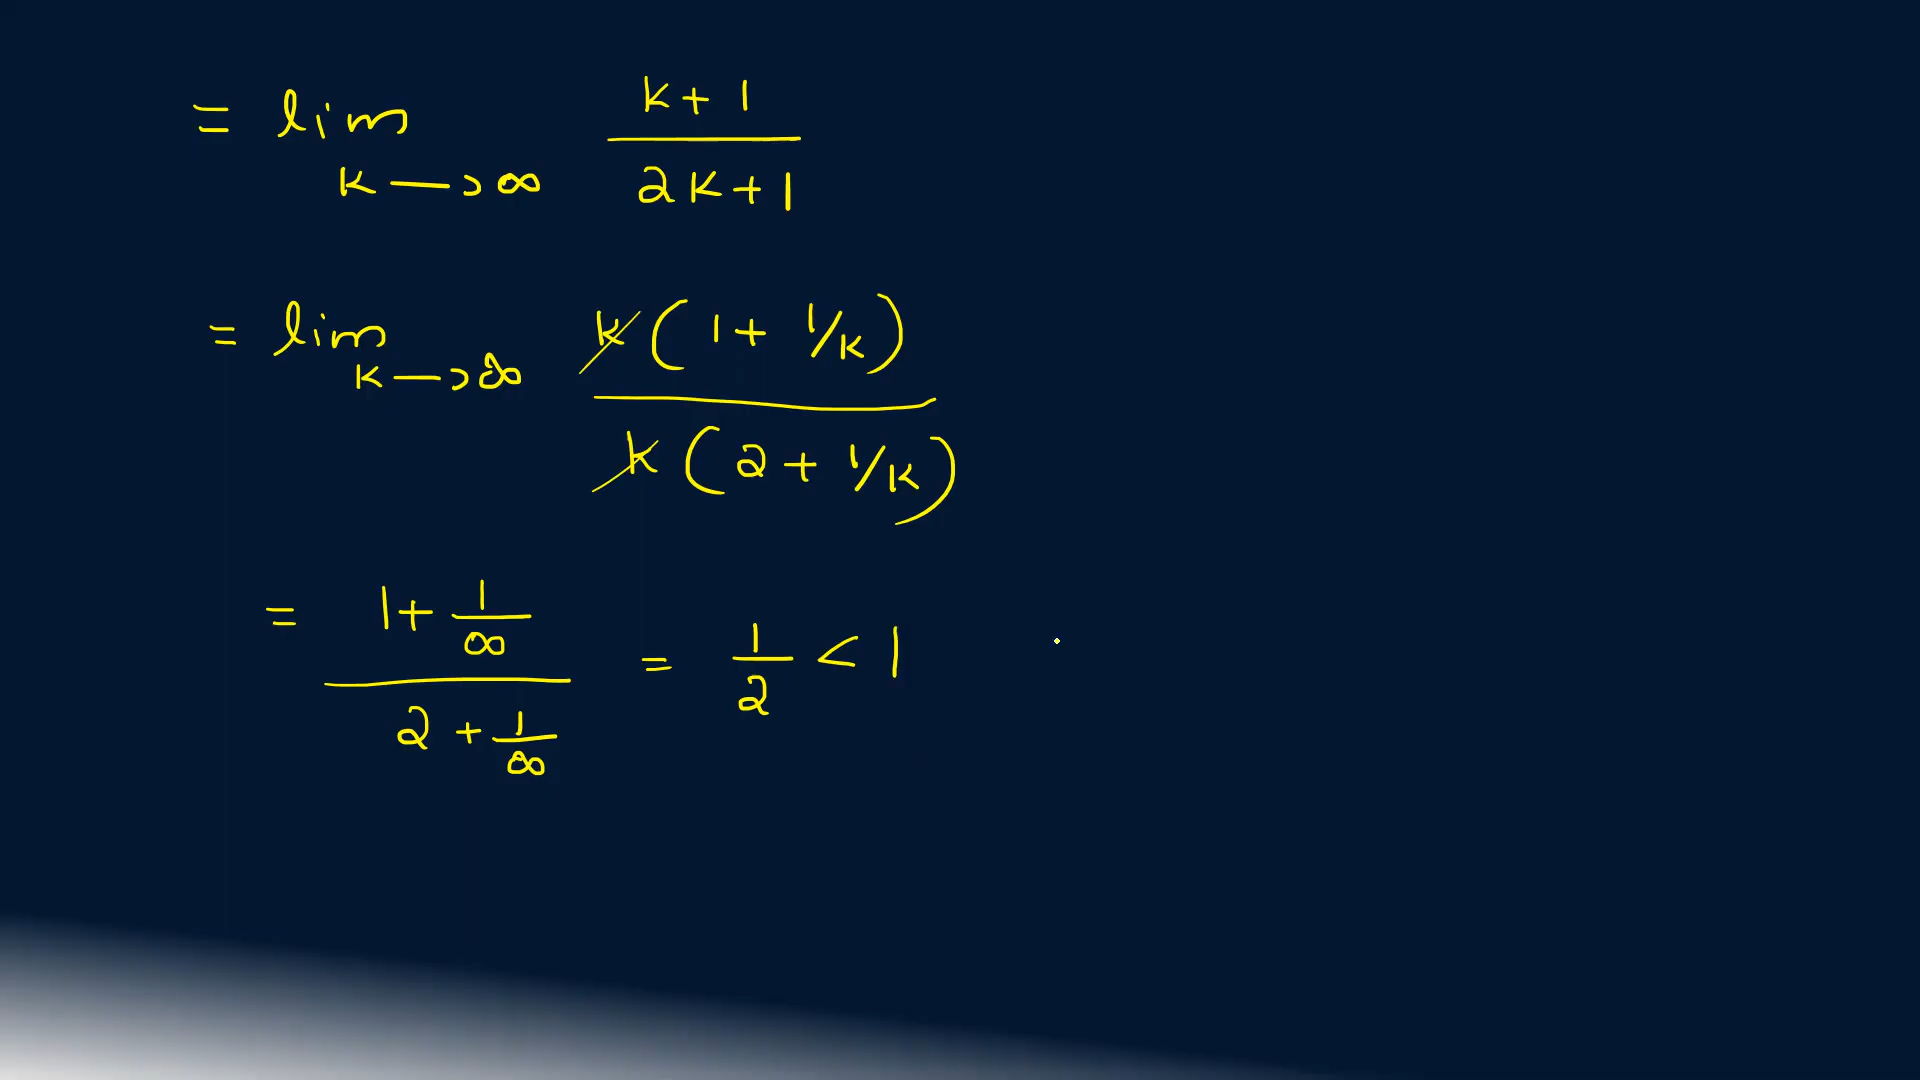 = lim k→∞ (k+1)/(2k+1)
= lim k→∞ k(1+1/k)/k(2+1/k)
= (1+1/∞)/(2+1/∞) = 1/2 < 1